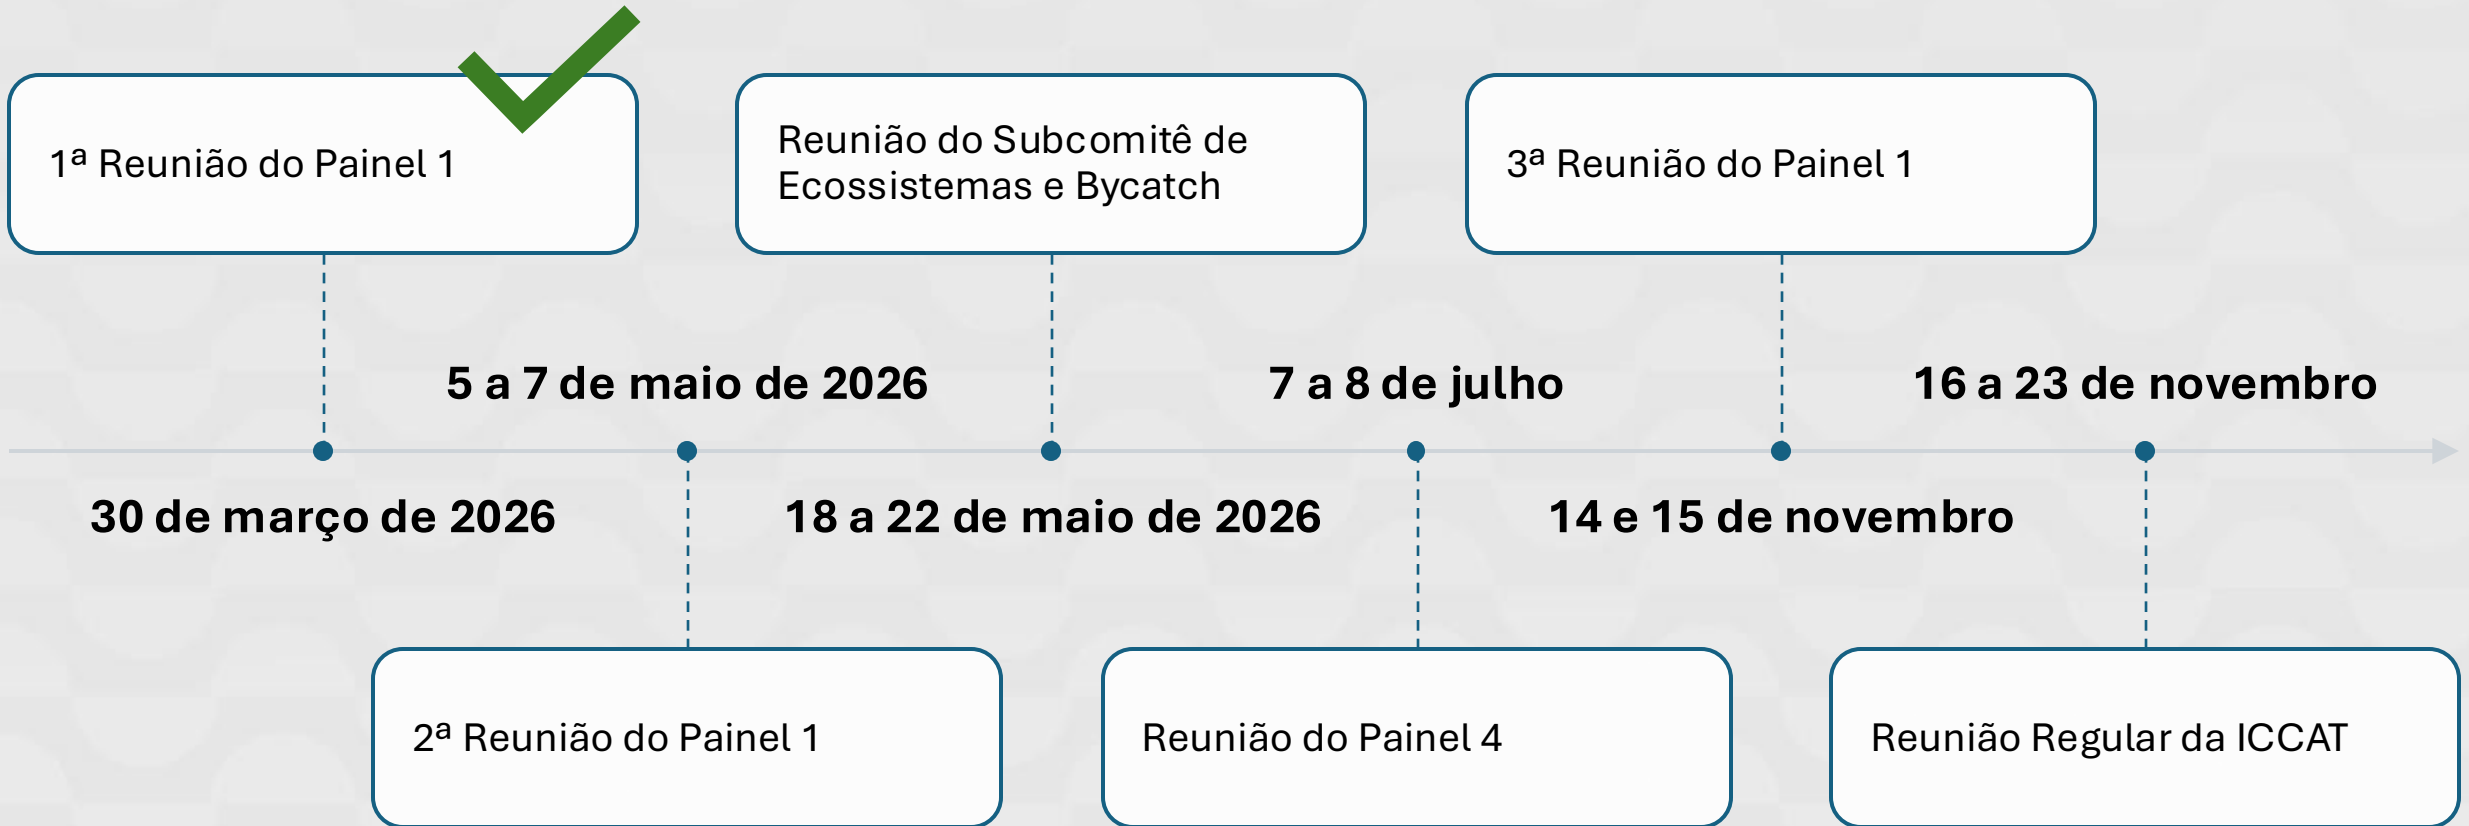 1ª Reunião do Painel 1
Reunião do Subcomitê de
Ecossistemas e Bycatch
3ª Reunião do Painel 1
5 a 7 de maio de 2026
7 a 8 de julho
16 a 23 de novembro
30 de março de 2026
18 a 22 de maio de 2026
14 e 15 de novembro
2ª Reunião do Painel 1
Reunião do Painel 4
Reunião Regular da ICCAT